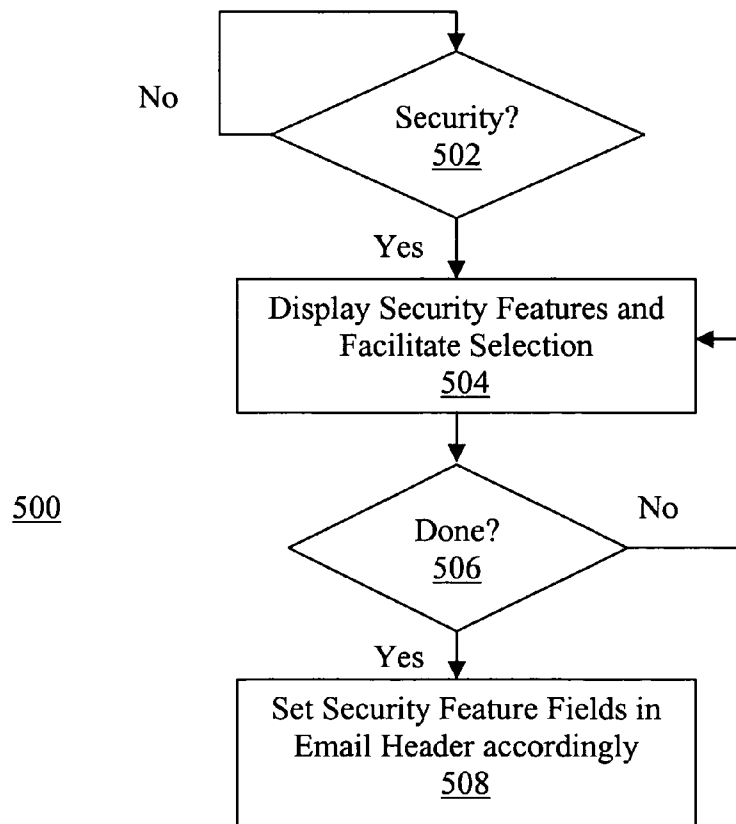 No
Security?
502
Yes
Display Security Features and
Facilitate Selection
504
500
Done?
506
No
Yes
Set Security Feature Fields in
Email Header accordingly
508